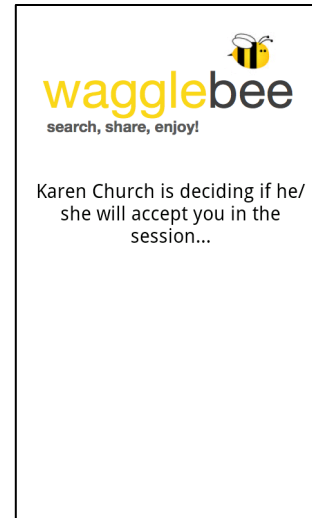 wagglebee
search, share, enjoy!
Karen Church is deciding if he/
she will accept you in the
session...